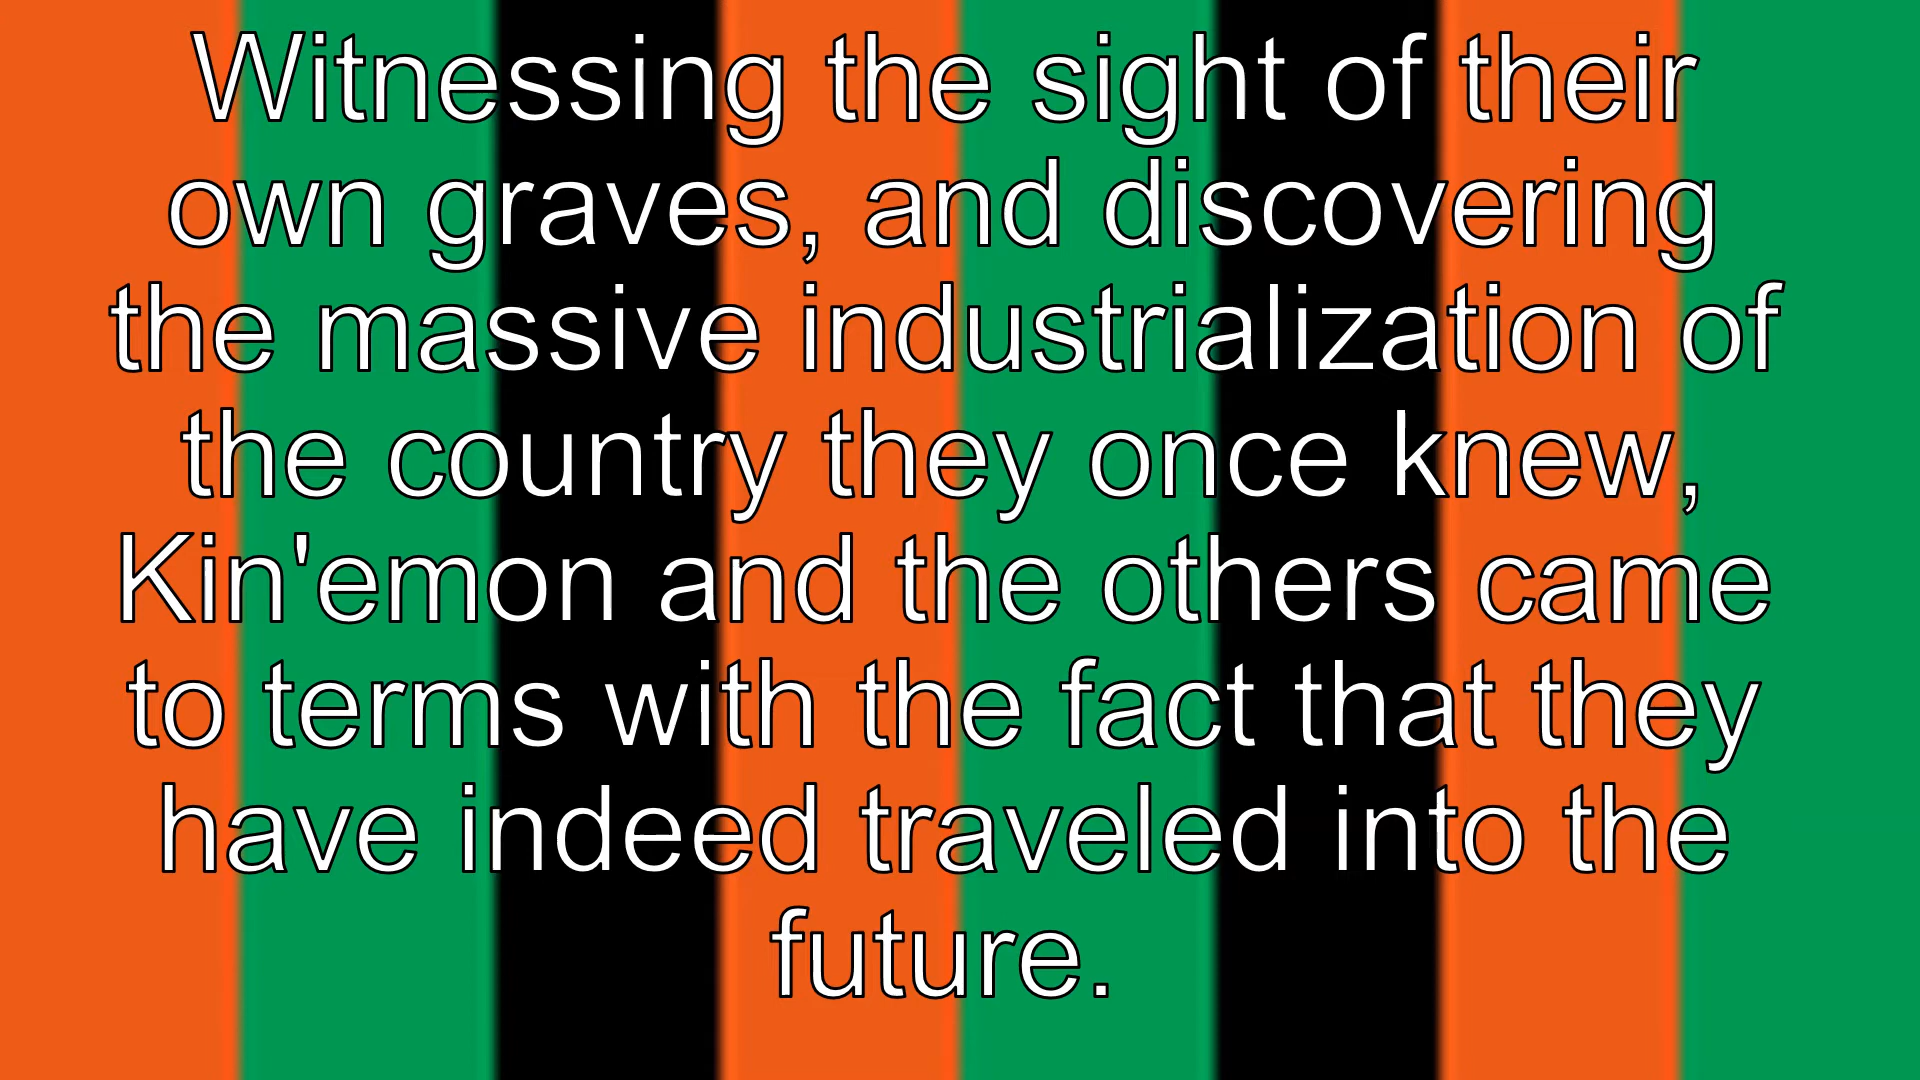 Witnessing the sight of their
own graves, and discovering
the massive industrialization of
the country they once knew,
Kin'emon and the others came
to terms with the fact that they
have indeed traveled into the
future.